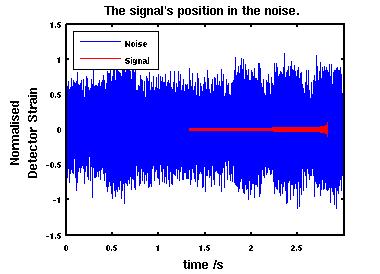 The signal's position in the noise.
Normalised
Detector Strain
1.5
1
0.5
0
-0.5
-1
-1.5
Noise
Signal
0
0.5
1
1.5
2
2.5
time /s